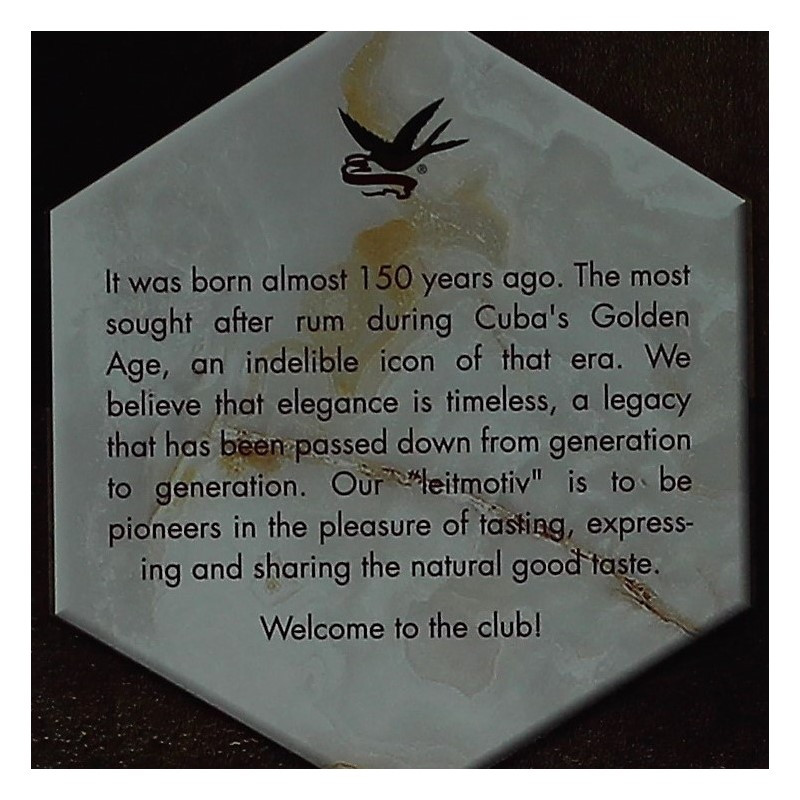 ®
It was born almost 150 years ago. The most
sought after rum during Cuba's Golden
Age, an indelible icon of that era. We
believe that elegance is timeless, a legacy
that has been passed down from generation
to generation. Our "leitmotiv" is to be
pioneers in the pleasure of tasting, express-
ing and sharing the natural good taste.
Welcome to the club!